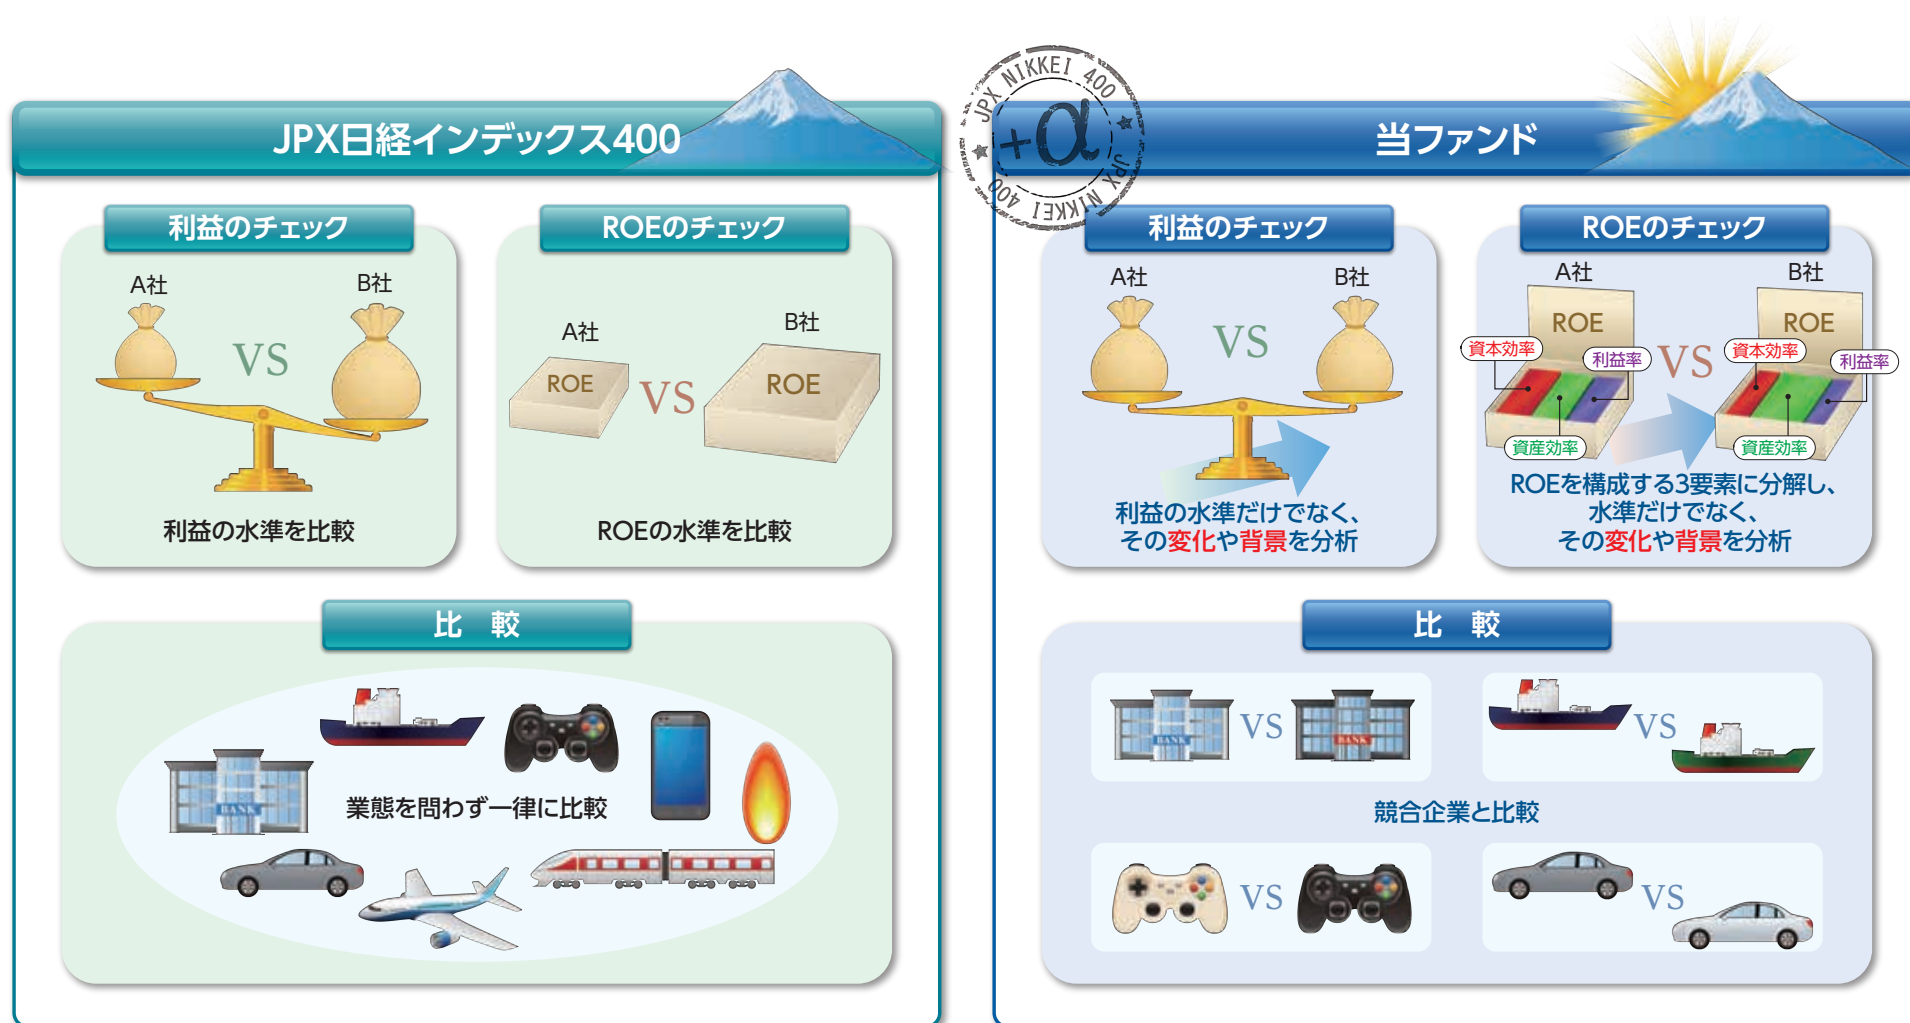 JPX日経インデックス400
利益のチェック
A社
B社
VS
利益の水準を比較
ROEのチェック
A社
B社
ROE
VS
ROE
ROEの水準を比較
比 較
BANK
業態を問わず一律に比較
JPX NIKKEI 400
+α
JPX NIKKEI 400
当ファンド
利益のチェック
A社
B社
VS
利益の水準だけでなく、
その変化や背景を分析
ROEのチェック
A社
B社
ROE
ROE
資本効率
利益率
VS
資本効率
利益率
資産効率
資産効率
ROEを構成する3要素に分解し、
水準だけでなく、
その変化や背景を分析
比 較
BANK
VS
BANK
VS
競合企業と比較
VS
VS